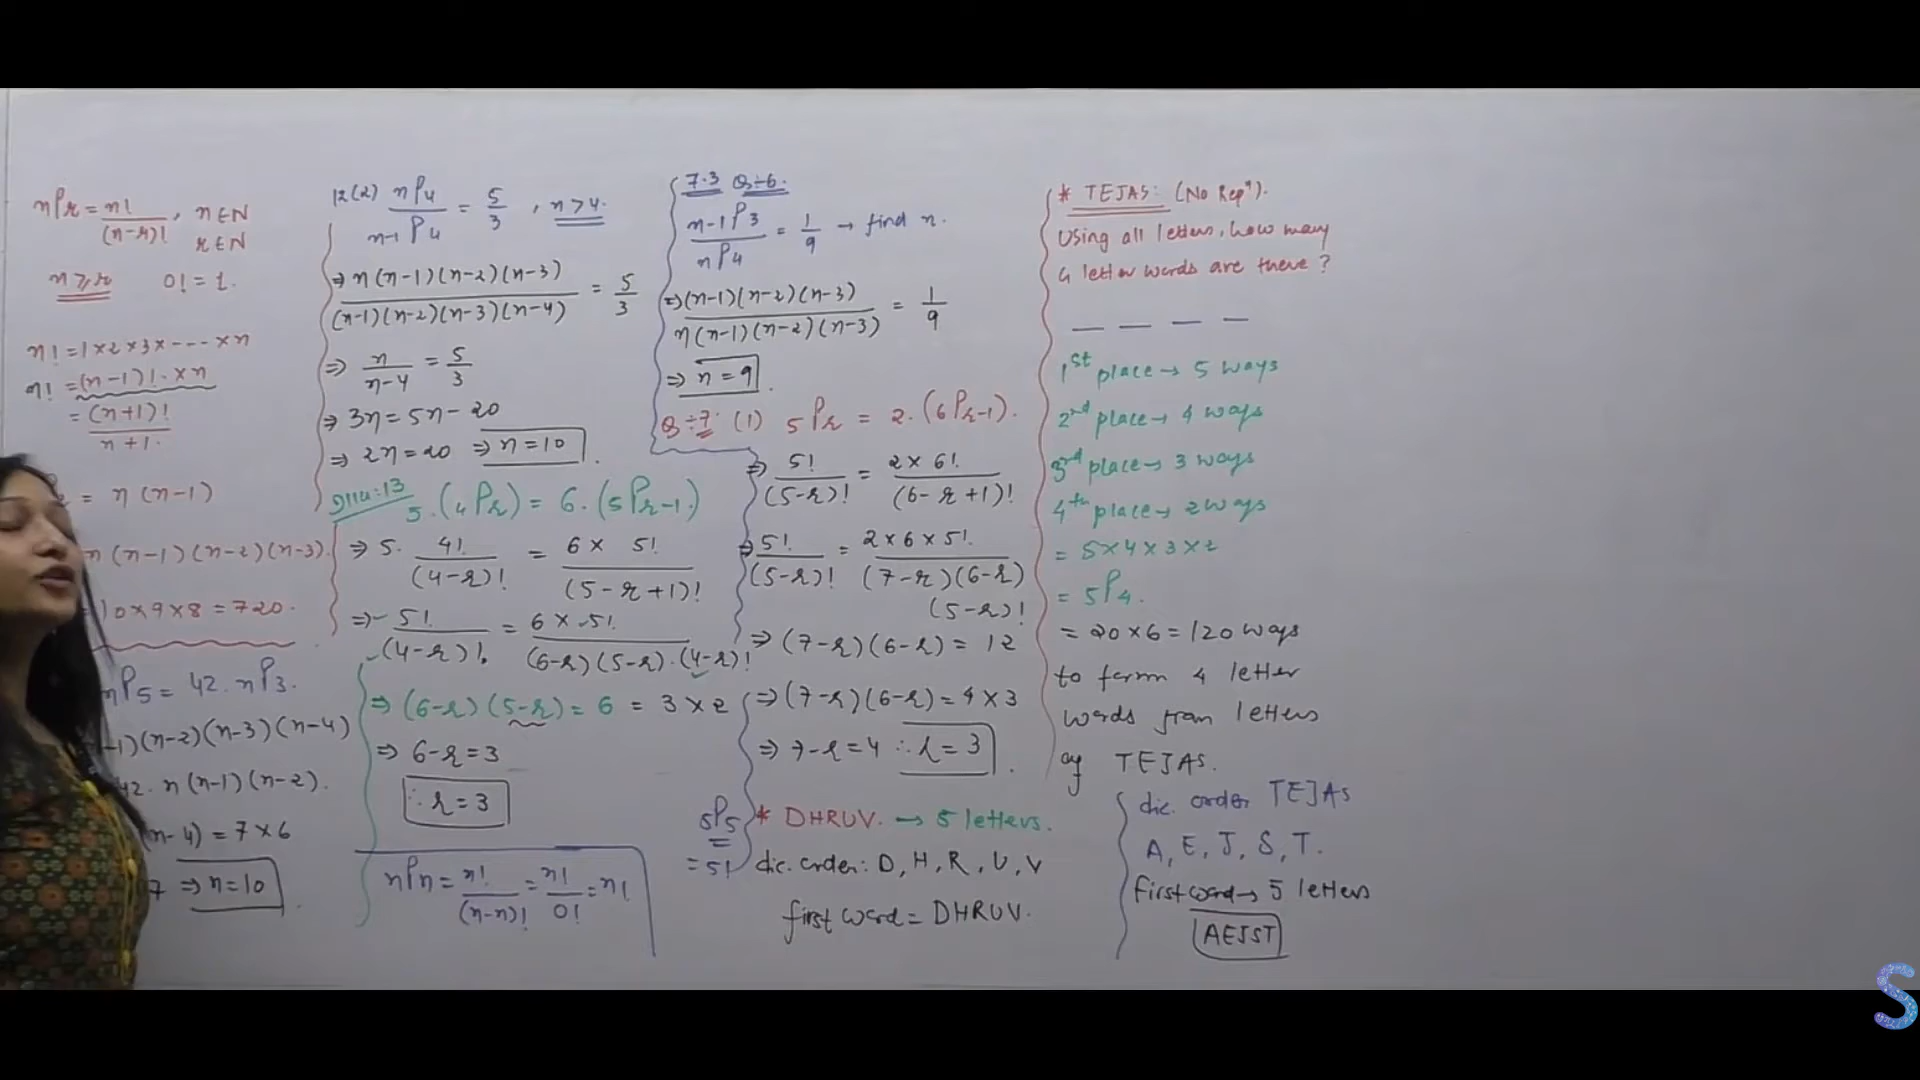 nPr = n! / (n-r)! , n∈N
r∈N
n≥r 0! = 1.
n! = 1×2×3×----×n
n! = (n-1)! · × n
= (n+1)! / n+1.
= n (n-1)
n (n-1) (n-2) (n-3).
10×9×8 = 720.
nP5 = 42. nP3.
-1)(n-2)(n-3)(n-4)
42. n(n-1)(n-2).
(n-4) = 7×6
7 ⇒ n=10
12(2) nP4 / n-1P4 = 5/3 , n>4.
⇒ n(n-1)(n-2)(n-3) / (n-1)(n-2)(n-3)(n-4) = 5/3
⇒ n / n-4 = 5/3
⇒ 3n = 5n-20
⇒ 2n=20 ⇒ n=10.
Illu:13 5.(4Pr) = 6.(5Pr-1)
⇒ 5. 4! / (4-r)! = 6× 5! / (5-r+1)!
⇒ 5! / (4-r)! = 6×5! / (6-r)(5-r).(4-r)!
⇒ (6-r)(5-r) = 6 = 3×2
⇒ 6-r=3
∴ r=3
nPn = n! / (n-n)! = n! / 0! = n!
7.3 Q÷6.
n-1P3 / nP4 = 1/9 → find n.
⇒ (n-1)(n-2)(n-3) / n(n-1)(n-2)(n-3) = 1/9
⇒ n=9.
Q÷7. (1) 5Pr = 2.(6Pr-1).
⇒ 5! / (5-r)! = 2×6! / (6-r+1)!
⇒ 5! / (5-r)! = 2×6×5! / (7-r)(6-r)
(5-r)!
⇒ (7-r)(6-r) = 12
⇒ (7-r)(6-r) = 4×3
⇒ 7-r=4 ∴ r=3.
5P5
= 5!
* DHRUV. → 5 letters.
dic. order: D, H, R, U, V
first word = DHRUV.
* TEJAS: (No Repn).
Using all letters, how many
4 letter words are there?
__ __ __ __
1st place → 5 ways
2nd place → 4 ways
3rd place → 3 ways
4th place → 2 ways
= 5×4×3×2
= 5P4.
= 20×6 = 120 ways
to form 4 letter
words from letters
of TEJAS.
dic. order TEJAS
A, E, J, S, T.
first word → 5 letters
AEJST
S